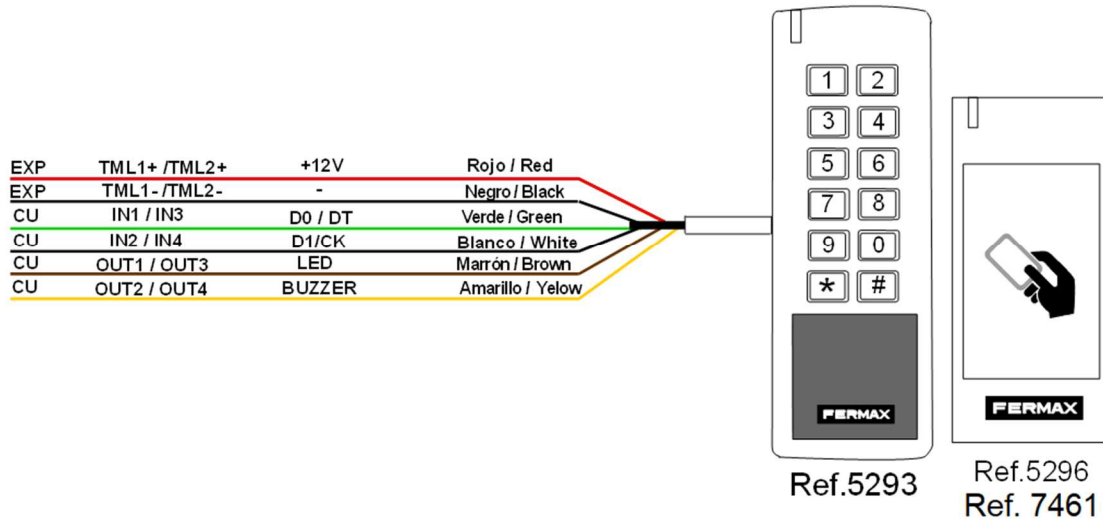 EXP TML1+ /TML2+ +12V Rojo / Red
EXP TML1- /TML2- - Negro / Black
CU IN1 / IN3 D0 / DT Verde / Green
CU IN2 / IN4 D1/CK Blanco / White
CU OUT1 / OUT3 LED Marrón / Brown
CU OUT2 / OUT4 BUZZER Amarillo / Yelow
1 2
3 4
5 6
7 8
9 0
* #
FERMAX
Ref.5293
FERMAX
Ref.5296
Ref. 7461